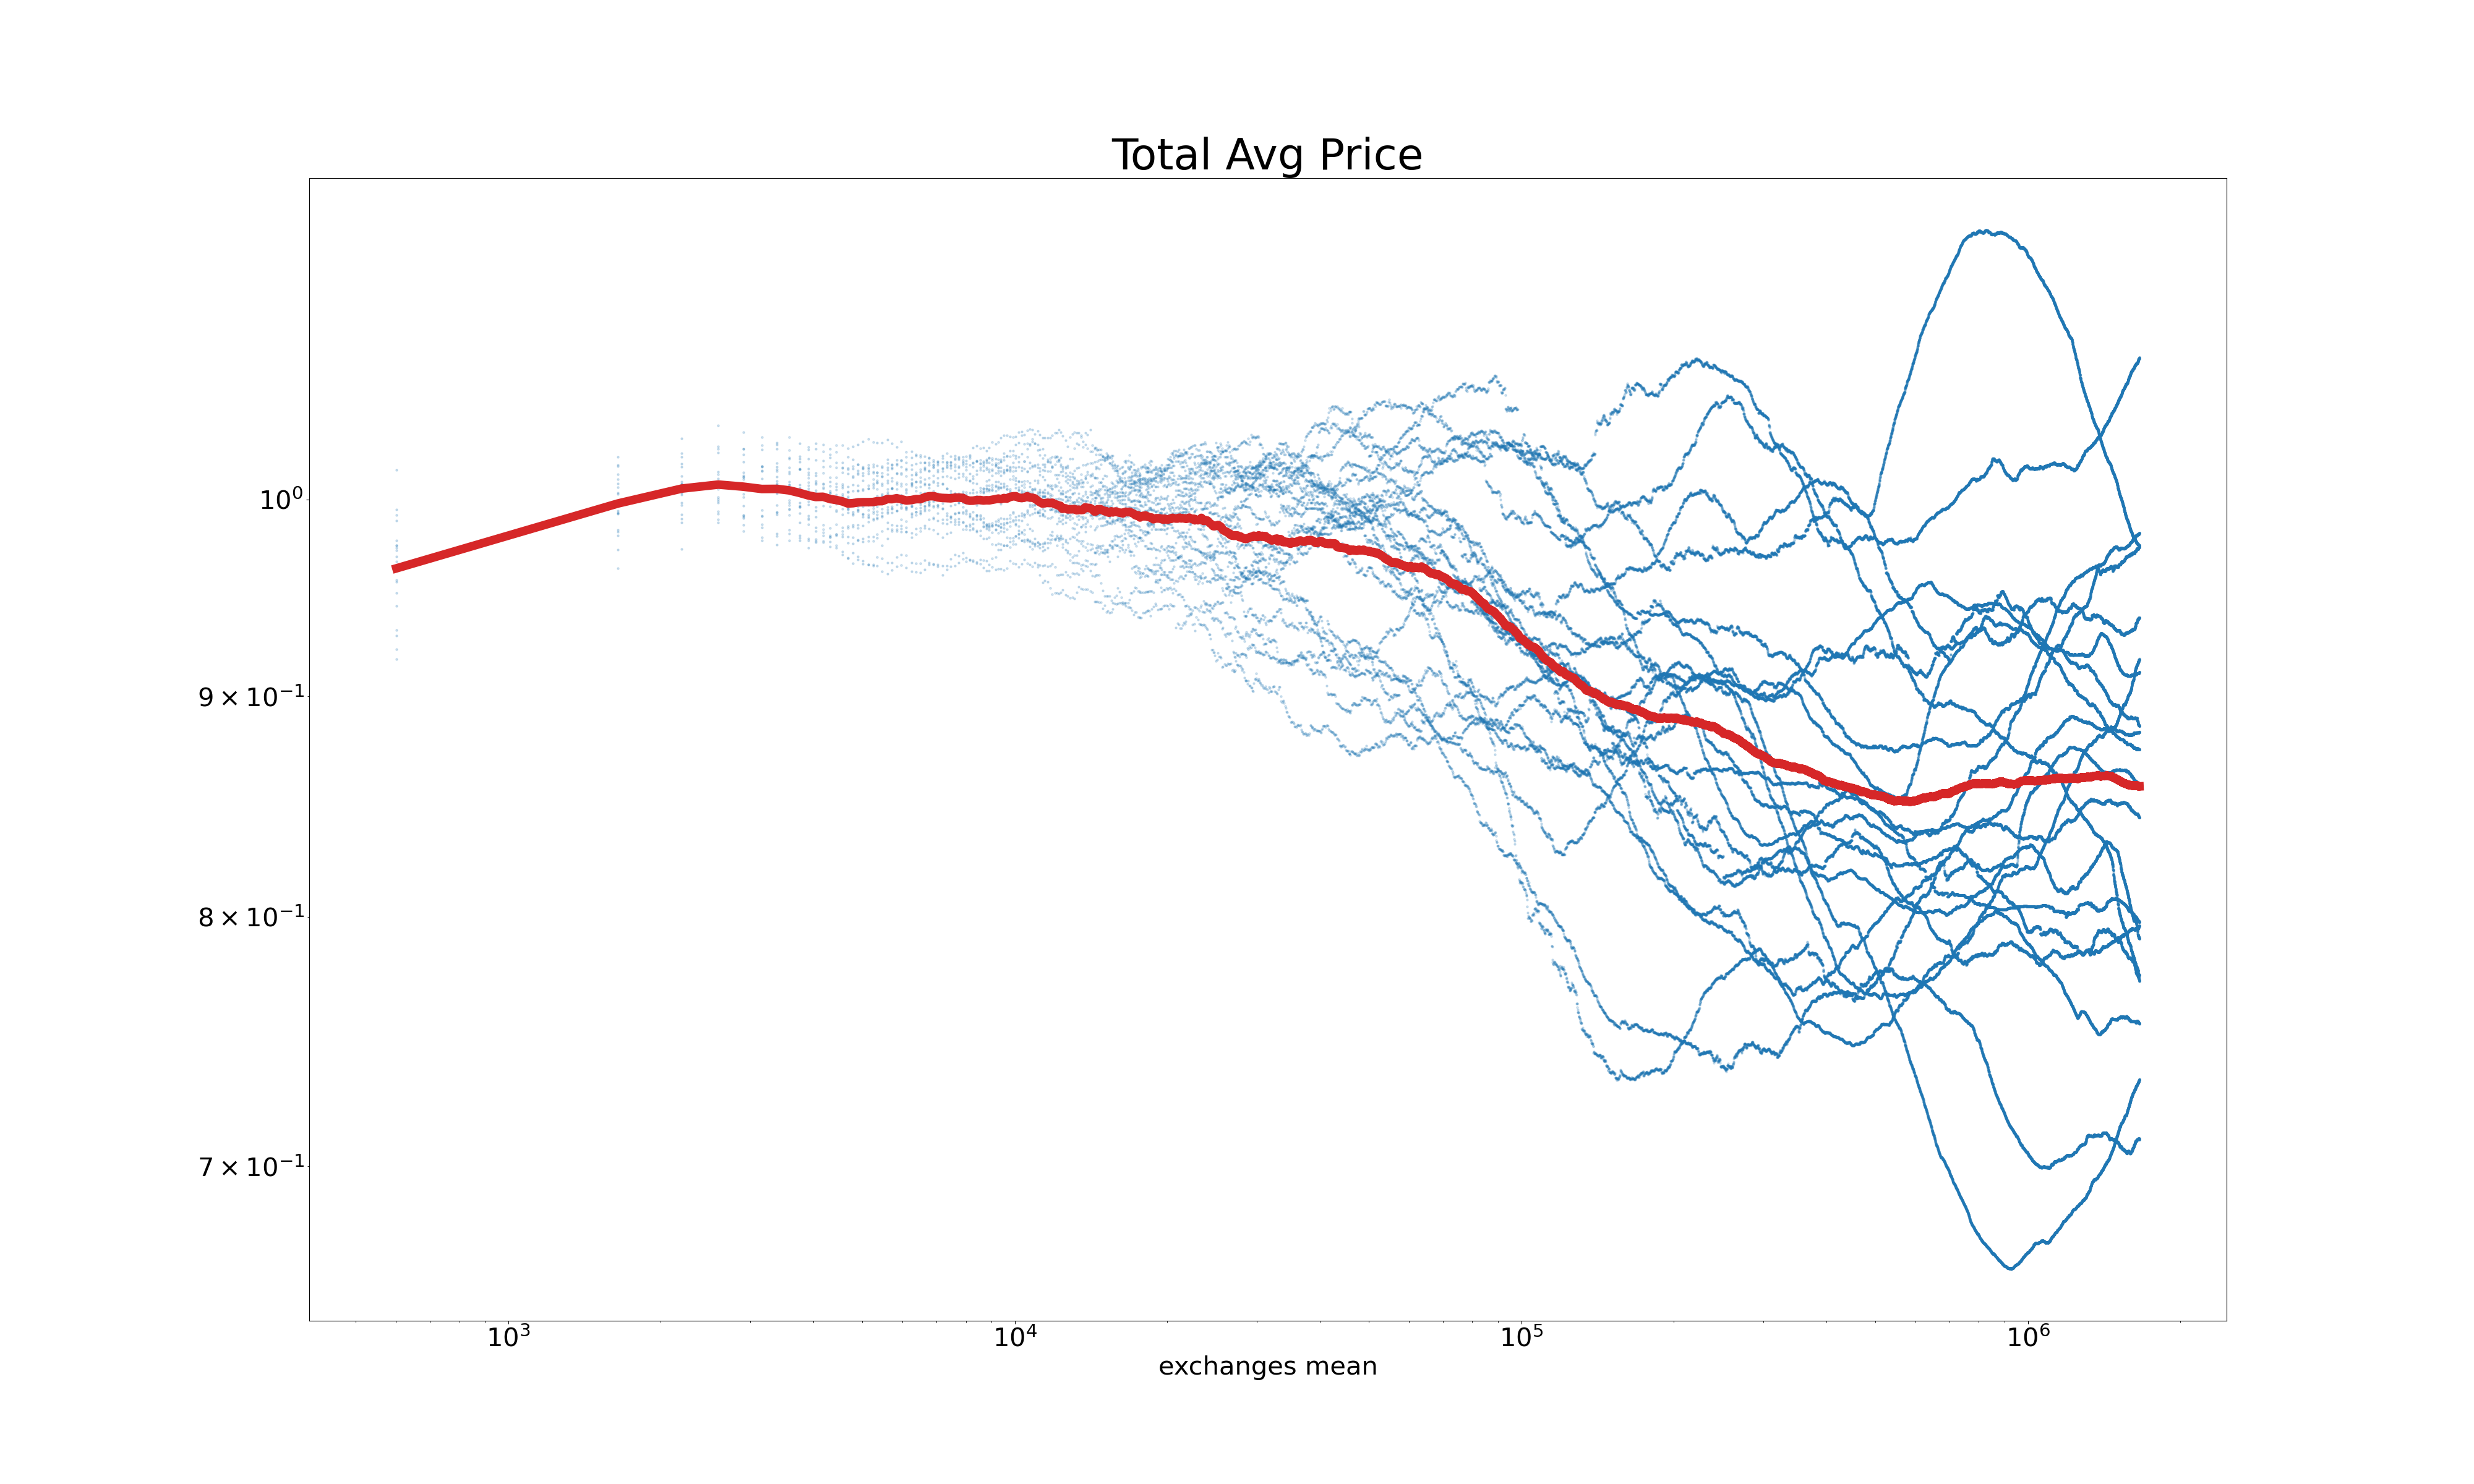 Total Avg Price
10⁰
9 × 10⁻¹
8 × 10⁻¹
7 × 10⁻¹
10³ 10⁴ 10⁵ 10⁶
exchanges mean